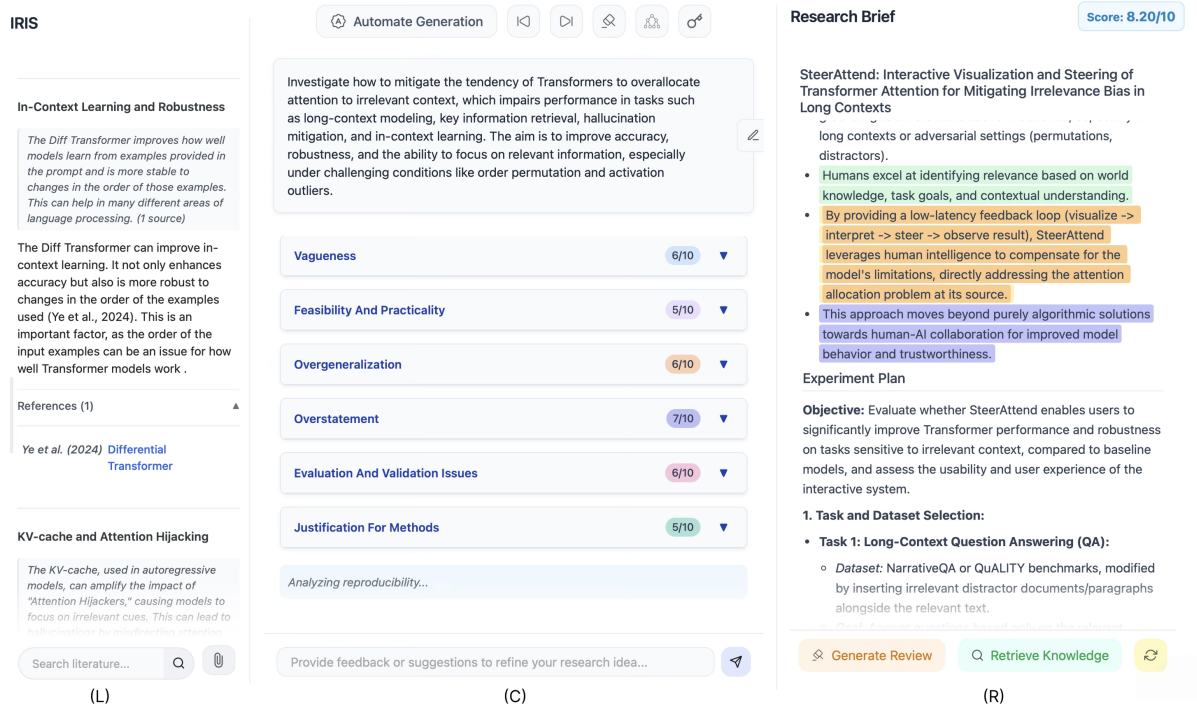 IRIS
In-Context Learning and Robustness
The Diff Transformer improves how well
models learn from examples provided in
the prompt and is more stable to
changes in the order of those examples.
This can help in many different areas of
language processing. (1 source)
The Diff Transformer can improve in-
context learning. It not only enhances
accuracy but also is more robust to
changes in the order of the examples
used (Ye et al., 2024). This is an
important factor, as the order of the
input examples can be an issue for how
well Transformer models work .
References (1) ▲
Ye et al. (2024) Differential
Transformer
KV-cache and Attention Hijacking
The KV-cache, used in autoregressive
models, can amplify the impact of
"Attention Hijackers," causing models to
focus on irrelevant cues. This can lead to
hallucinations by misdirecting attention
Search literature...
(L)
Automate Generation
Investigate how to mitigate the tendency of Transformers to overallocate
attention to irrelevant context, which impairs performance in tasks such
as long-context modeling, key information retrieval, hallucination
mitigation, and in-context learning. The aim is to improve accuracy,
robustness, and the ability to focus on relevant information, especially
under challenging conditions like order permutation and activation
outliers.
Vagueness 6/10 ▼
Feasibility And Practicality 5/10 ▼
Overgeneralization 6/10 ▼
Overstatement 7/10 ▼
Evaluation And Validation Issues 6/10 ▼
Justification For Methods 5/10 ▼
Analyzing reproducibility...
Provide feedback or suggestions to refine your research idea...
(C)
Research Brief
Score: 8.20/10
SteerAttend: Interactive Visualization and Steering of
Transformer Attention for Mitigating Irrelevance Bias in
Long Contexts
long contexts or adversarial settings (permutations,
distractors).
• Humans excel at identifying relevance based on world
knowledge, task goals, and contextual understanding.
• By providing a low-latency feedback loop (visualize ->
interpret -> steer -> observe result), SteerAttend
leverages human intelligence to compensate for the
model's limitations, directly addressing the attention
allocation problem at its source.
• This approach moves beyond purely algorithmic solutions
towards human-AI collaboration for improved model
behavior and trustworthiness.
Experiment Plan
Objective: Evaluate whether SteerAttend enables users to
significantly improve Transformer performance and robustness
on tasks sensitive to irrelevant context, compared to baseline
models, and assess the usability and user experience of the
interactive system.
1. Task and Dataset Selection:
• Task 1: Long-Context Question Answering (QA):
○ Dataset: NarrativeQA or QuALITY benchmarks, modified
by inserting irrelevant distractor documents/paragraphs
alongside the relevant text.
Generate Review
Retrieve Knowledge
(R)